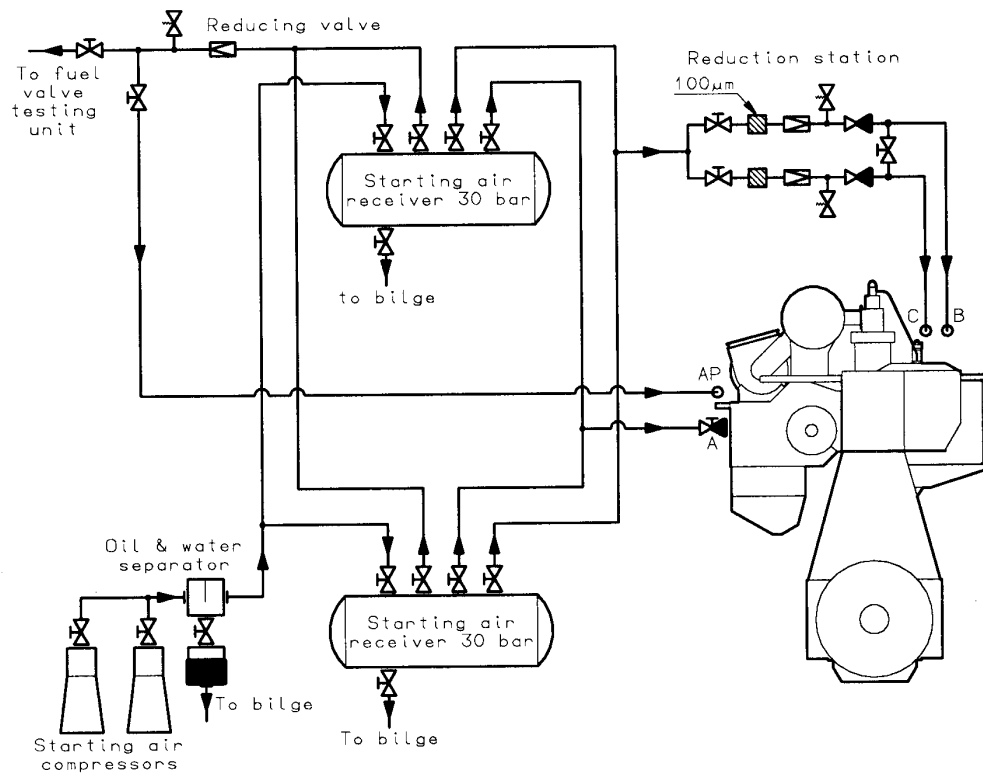 Reducing valve
To fuel
valve
testing
unit
Reduction station
100µm
Starting air
receiver 30 bar
to bilge
C
B
AP
A
Oil & water
separator
Starting air
receiver 30 bar
To bilge
To bilge
Starting air
compressors